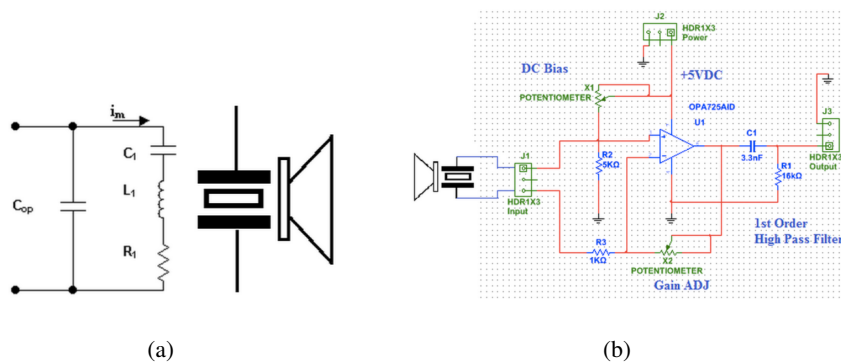 i_m
C_1
L_1
C_op
R_1
(a)
J2
HDR1X3
Power
DC Bias
+5VDC
X1
POTENTIOMETER
OPA725AID
U1
J3
J1
C1
3.3nF
HDR1X3
Output
R2
5KΩ
R1
16kΩ
HDR1X3
Input
R3
1KΩ
X2
POTENTIOMETER
Gain ADJ
1st Order
High Pass Filter
(b)